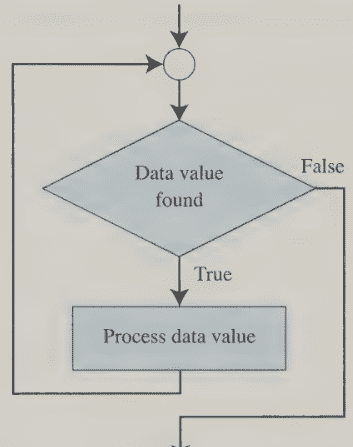 Data value
found
False
True
Process data value